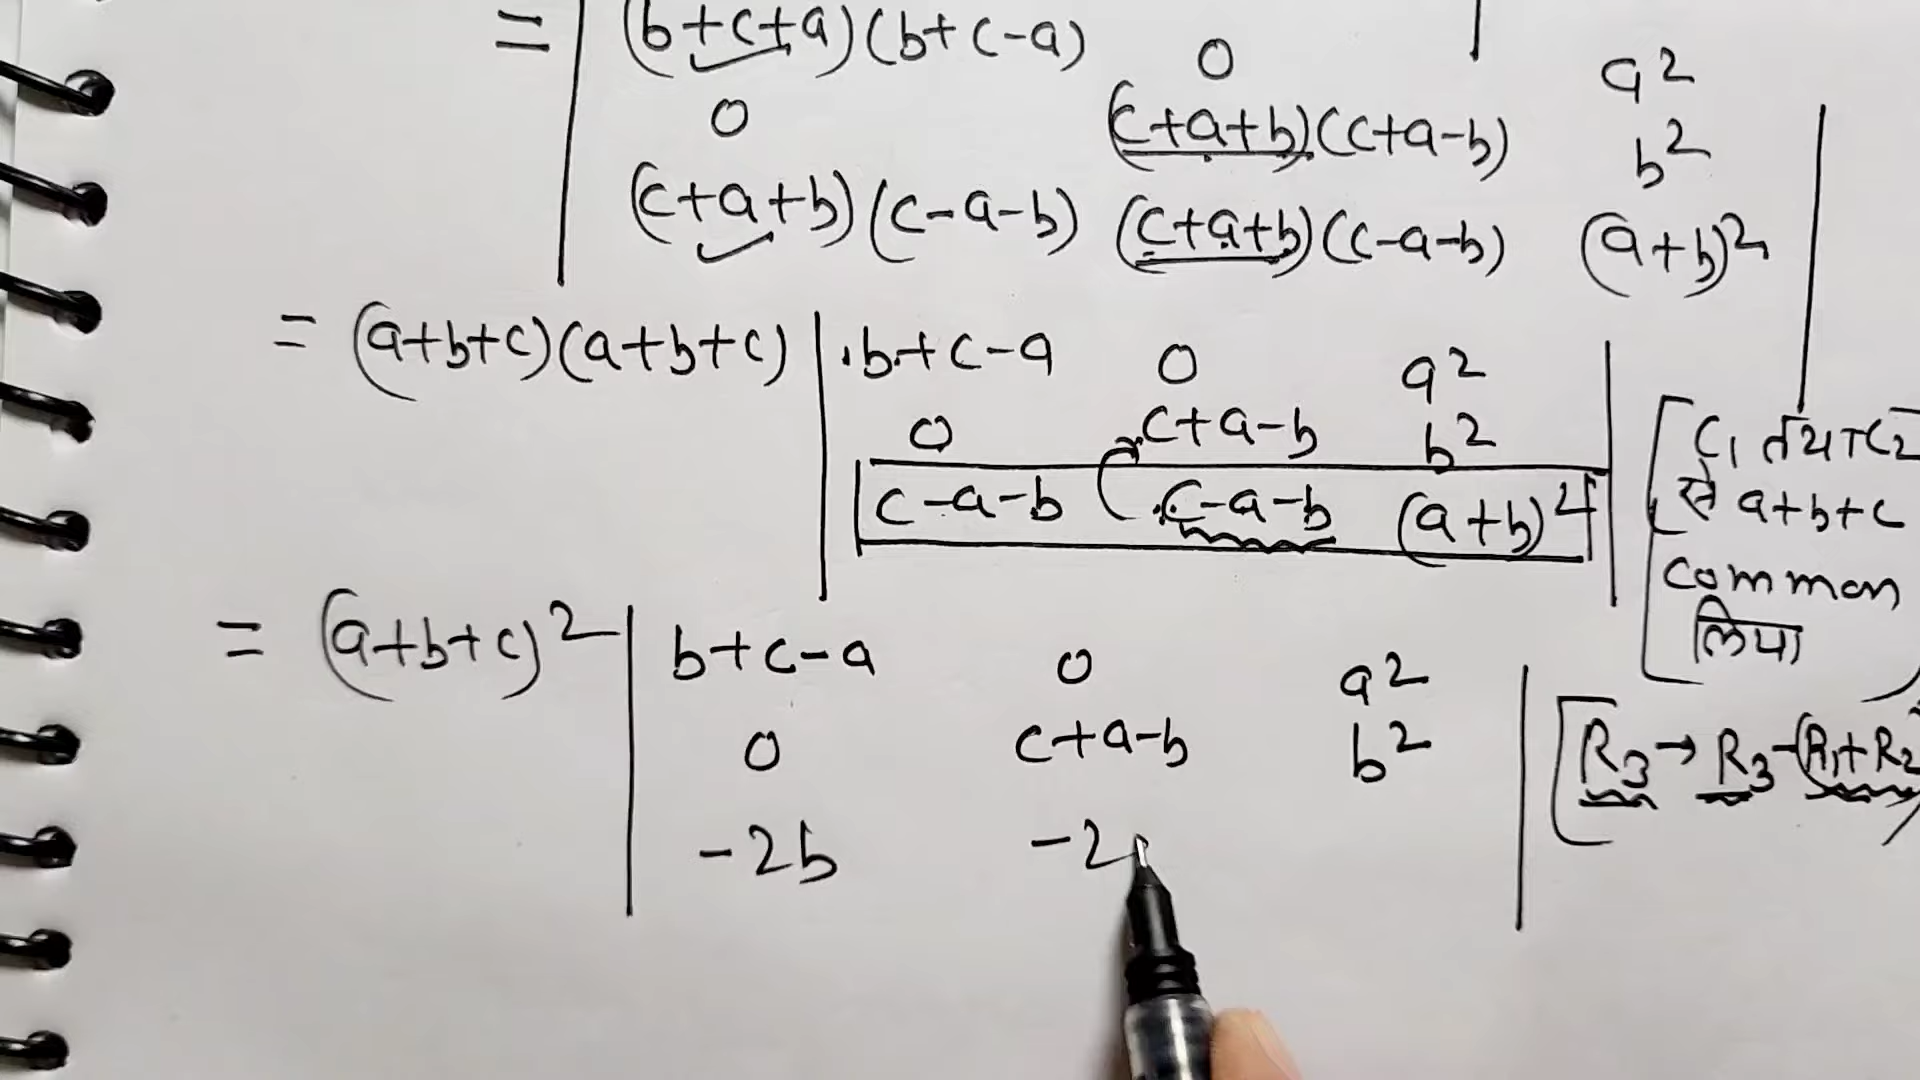 = | (b+c+a)(b+c-a) 0 a² |
0 (c+a+b)(c+a-b) b²
(c+a+b)(c-a-b) (c+a+b)(c-a-b) (a+b)²
= (a+b+c)(a+b+c) | b+c-a 0 a² |
0 c+a-b b²
c-a-b c-a-b (a+b)²
[C₁ तथा C₂
से a+b+c
common
लिया]
= (a+b+c)² | b+c-a 0 a² |
0 c+a-b b² [R₃→R₃-(R₁+R₂)
-2b -2